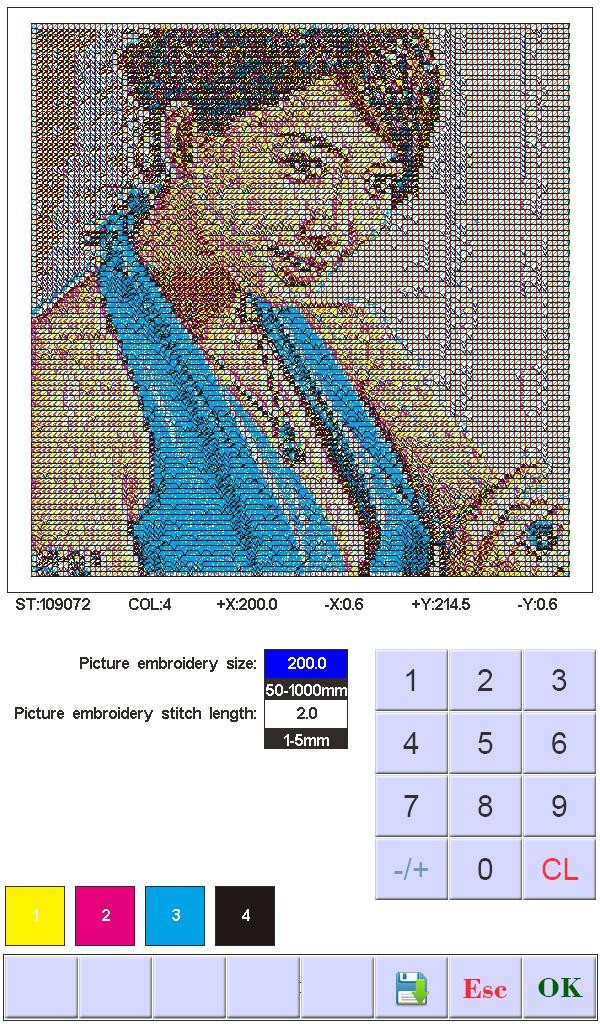 ST:109072 COL:4 +X:200.0 -X:0.6 +Y:214.5 -Y:0.6
Picture embroidery size: 200.0
50-1000mm
Picture embroidery stitch length: 2.0
1-5mm
1 2 3
4 5 6
7 8 9
-/+ 0 CL
1 2 3 4
Esc OK